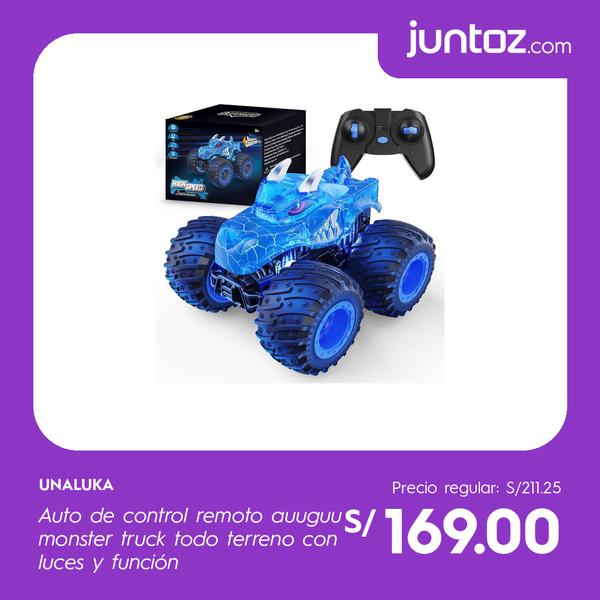 juntoz.com
HIGH SPEED
UNALUKA
Precio regular: S/211.25
Auto de control remoto auuguu
monster truck todo terreno con
luces y función
S/169.00